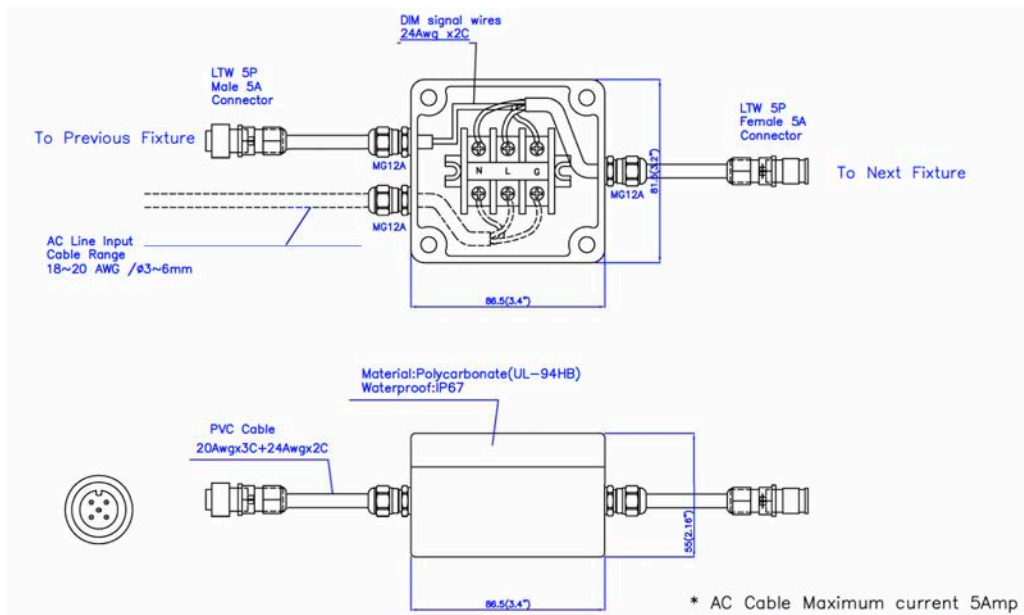 DIM signal wires
24Awg x2C
LTW 5P
Male 5A
Connector
LTW 5P
Female 5A
Connector
To Previous Fixture
To Next Fixture
MG12A
N L G
MG12A
81.5(3.2")
MG12A
AC Line Input
Cable Range
18~20 AWG /ø3~6mm
86.5(3.4")
Material:Polycarbonate(UL-94HB)
Waterproof:IP67
PVC Cable
20Awgx3C+24Awgx2C
55(2.16")
86.5(3.4")
* AC Cable Maximum current 5Amp